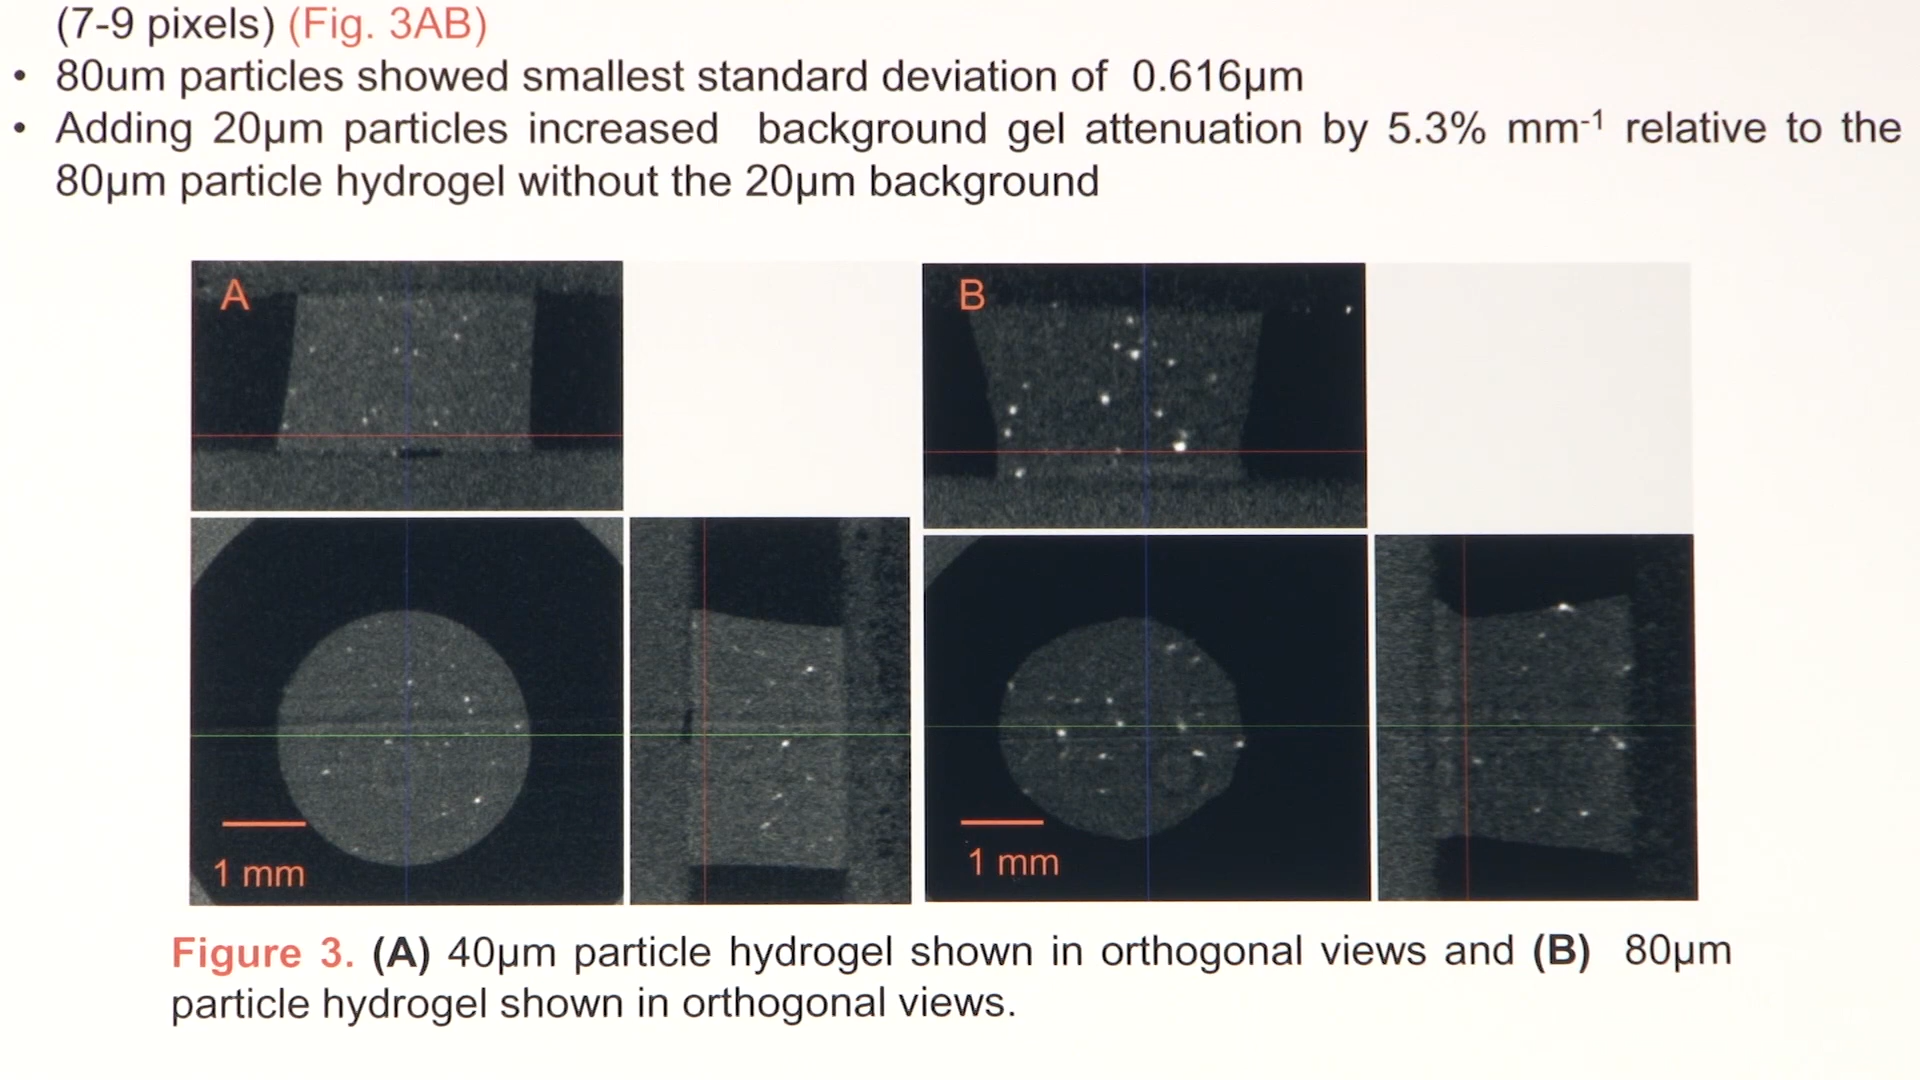 (7-9 pixels) (Fig. 3AB)
• 80um particles showed smallest standard deviation of 0.616µm
• Adding 20µm particles increased background gel attenuation by 5.3% mm⁻¹ relative to the
80µm particle hydrogel without the 20µm background
A
B
1 mm
1 mm
Figure 3. (A) 40µm particle hydrogel shown in orthogonal views and (B) 80µm
particle hydrogel shown in orthogonal views.